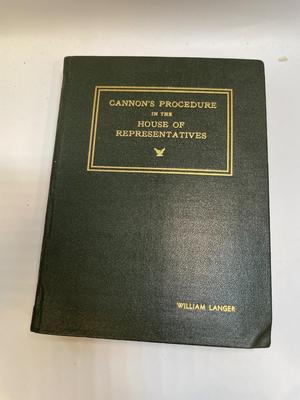 CANNON'S PROCEDURE
IN THE
HOUSE OF
REPRESENTATIVES
WILLIAM LANGER